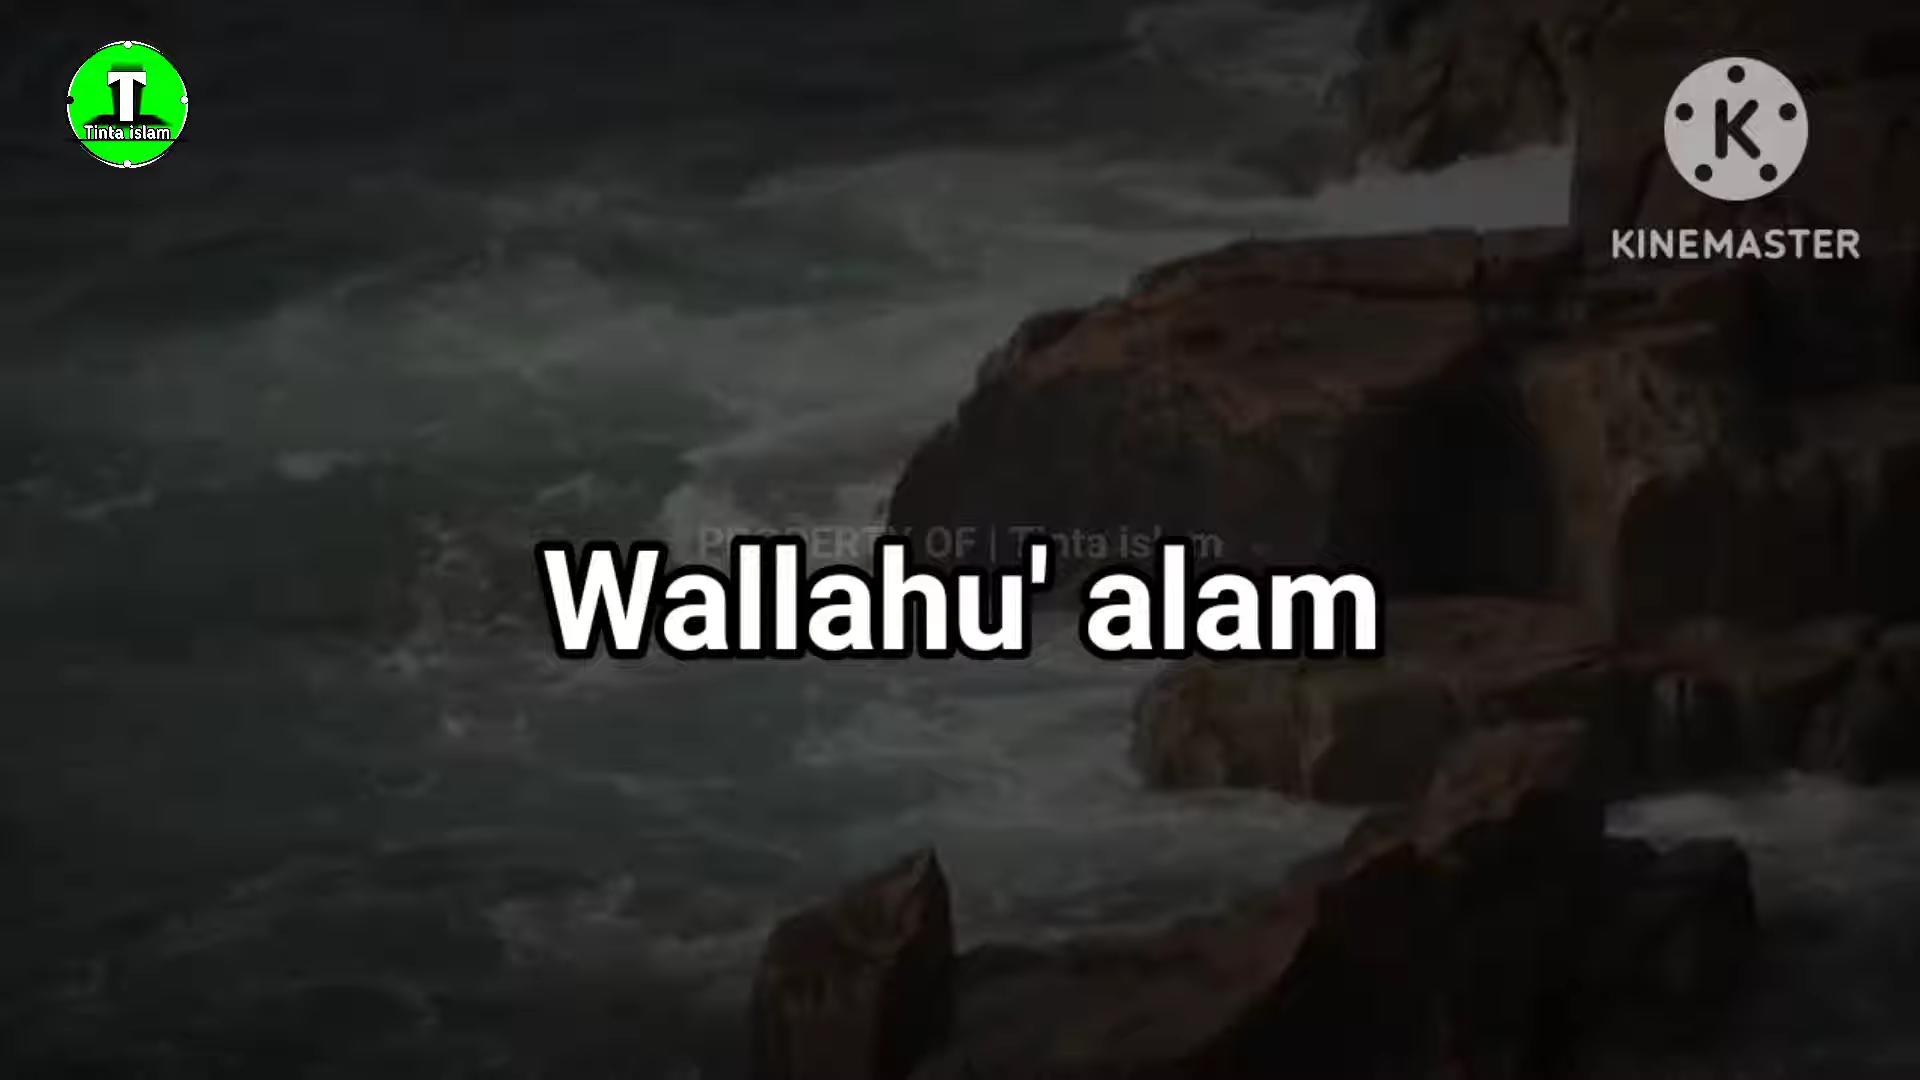 T
Tinta islam
K
KINEMASTER
PROPERTY OF | Tinta islam
Wallahu' alam